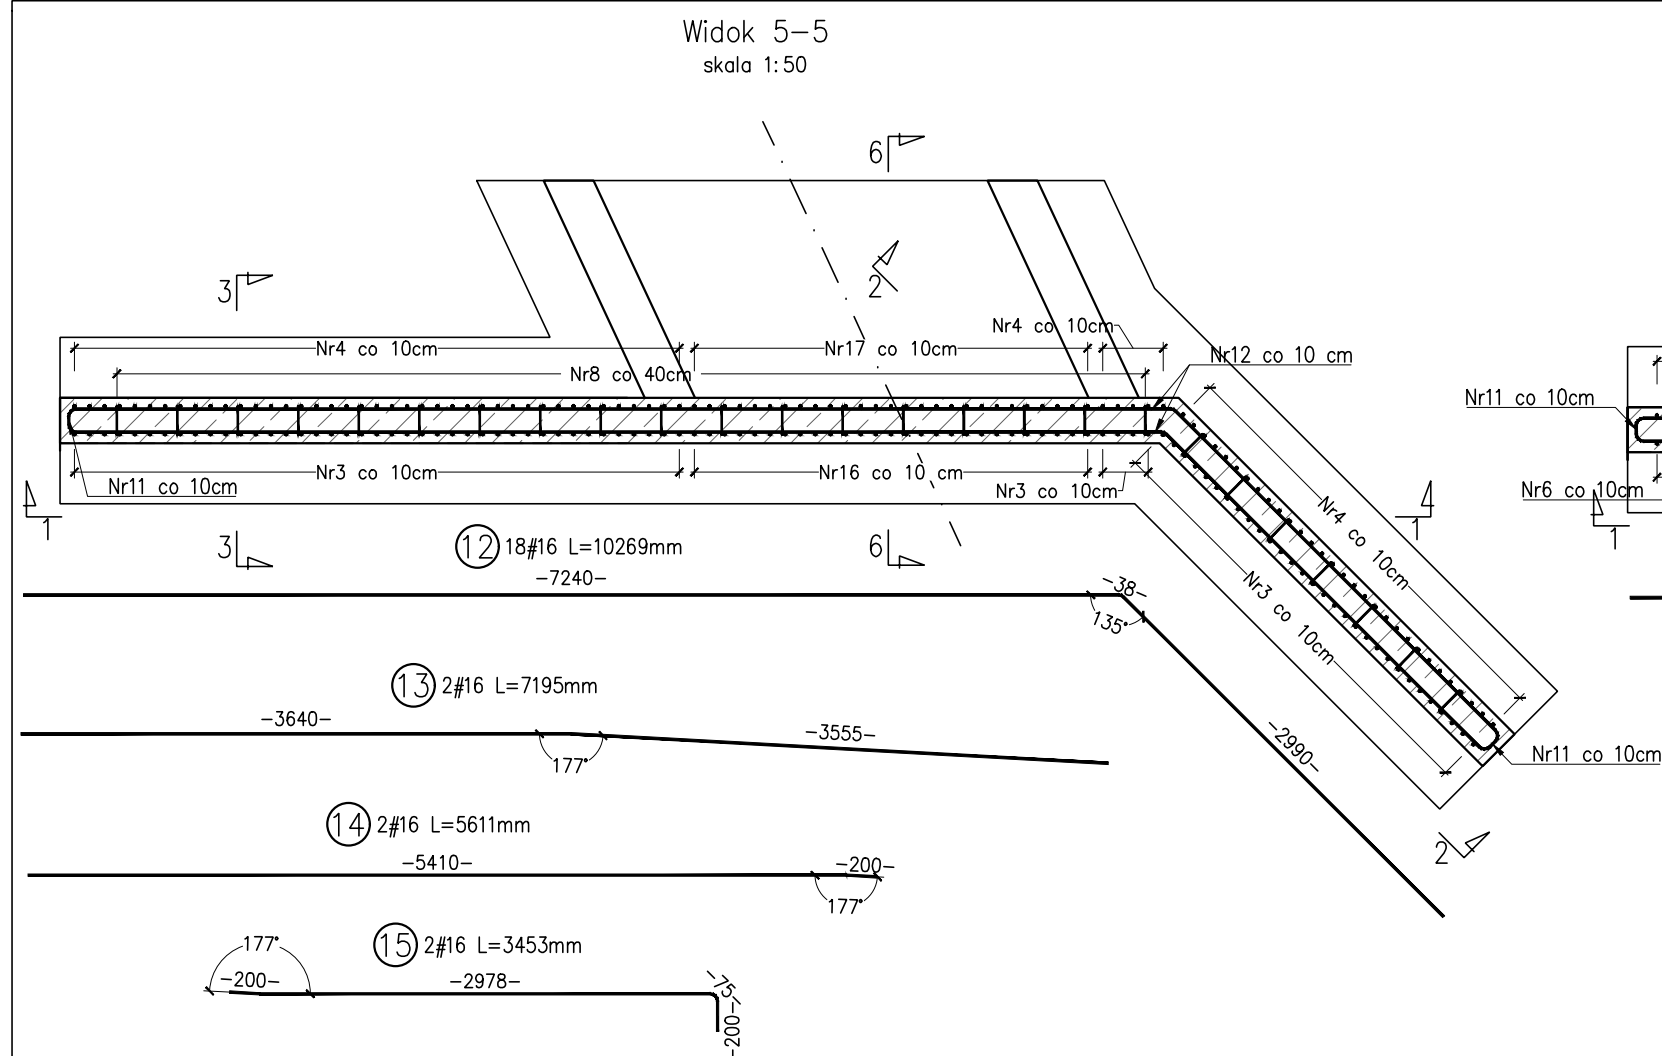 Widok 5-5
skala 1:50
6
3
2
Nr4 co 10cm
Nr4 co 10cm
Nr17 co 10cm
Nr12 co 10 cm
Nr8 co 40cm
Nr11 co 10cm
Nr3 co 10cm
Nr16 co 10 cm
Nr11 co 10cm
Nr3 co 10cm
Nr6 co 10cm
Nr4 co 10cm
1
1
1
3
12 18#16 L=10269mm
6
-7240-
-38-
135°
Nr3 co 10cm
13 2#16 L=7195mm
-3640-
-3555-
177°
-2990-
Nr11 co 10cm
14 2#16 L=5611mm
-5410-
-200-
177°
2
15 2#16 L=3453mm
177°
-200-
-2978-
-75-
-200-